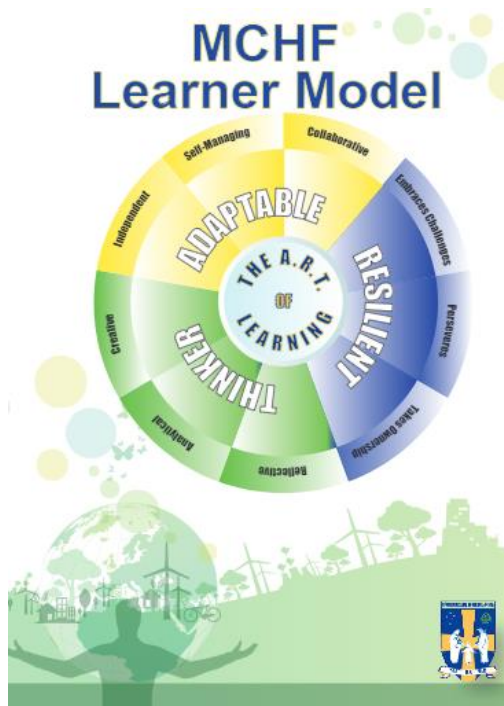 MCHF
Learner Model
Self-Managing
Collaborative
Independent
Embraces Challenges
ADAPTABLE
THE A.R.T.
OF
LEARNING
RESILIENT
THINKER
Creative
Perseveres
Analytical
Takes Ownership
Reflective